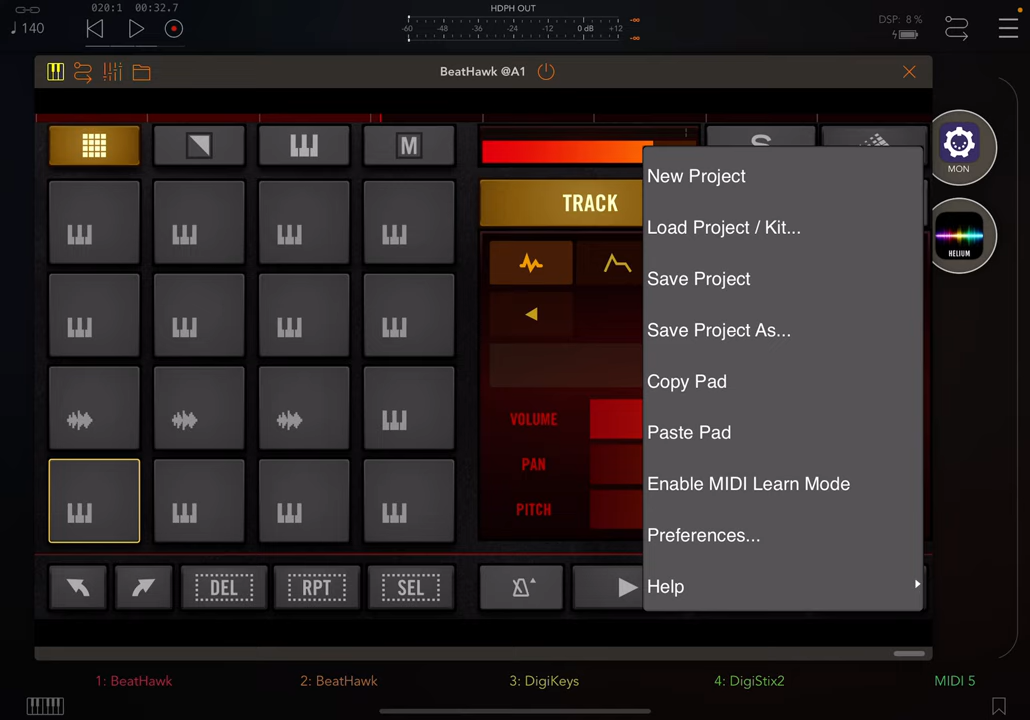 020:1
00:32.7
HDPH OUT
140
-60
-48
-36
-24
-12
0 dB
+12
-∞
-∞
DSP: 8 %
BeatHawk @A1
M
S
MON
HELIUM
TRACK
VOLUME
PAN
PITCH
New Project
Load Project / Kit...
Save Project
Save Project As...
Copy Pad
Paste Pad
Enable MIDI Learn Mode
Preferences...
Help
DEL
RPT
SEL
1: BeatHawk
2: BeatHawk
3: DigiKeys
4: DigiStix2
MIDI 5